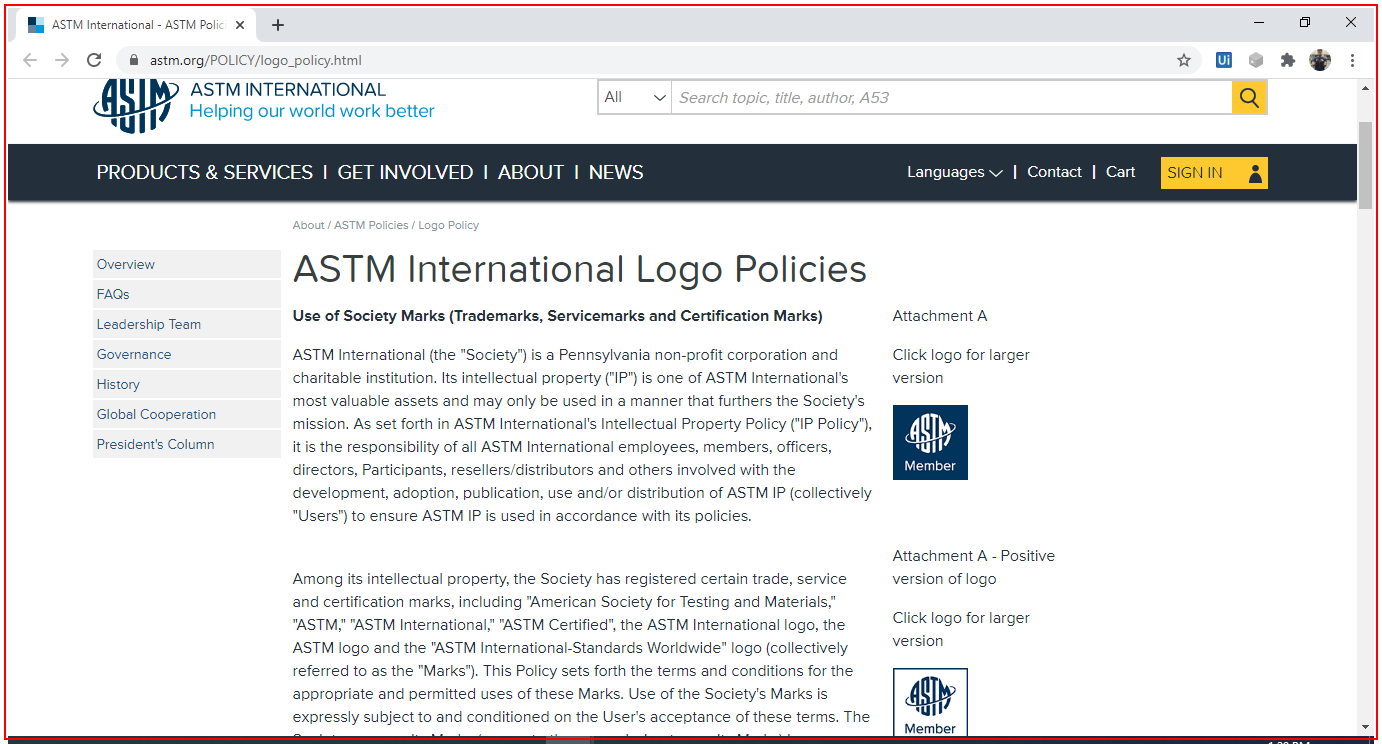 ASTM International - ASTM Polic
astm.org/POLICY/logo_policy.html
Ui
ASTM
ASTM INTERNATIONAL
Helping our world work better
All
Search topic, title, author, A53
PRODUCTS & SERVICES | GET INVOLVED | ABOUT | NEWS
Languages | Contact | Cart
SIGN IN
About / ASTM Policies / Logo Policy
Overview
FAQs
Leadership Team
Governance
History
Global Cooperation
President's Column
ASTM International Logo Policies
Use of Society Marks (Trademarks, Servicemarks and Certification Marks)
ASTM International (the "Society") is a Pennsylvania non-profit corporation and
charitable institution. Its intellectual property ("IP") is one of ASTM International's
most valuable assets and may only be used in a manner that furthers the Society's
mission. As set forth in ASTM International's Intellectual Property Policy ("IP Policy"),
it is the responsibility of all ASTM International employees, members, officers,
directors, Participants, resellers/distributors and others involved with the
development, adoption, publication, use and/or distribution of ASTM IP (collectively
"Users") to ensure ASTM IP is used in accordance with its policies.
Among its intellectual property, the Society has registered certain trade, service
and certification marks, including "American Society for Testing and Materials,"
"ASTM," "ASTM International," "ASTM Certified", the ASTM International logo, the
ASTM logo and the "ASTM International-Standards Worldwide" logo (collectively
referred to as the "Marks"). This Policy sets forth the terms and conditions for the
appropriate and permitted uses of these Marks. Use of the Society's Marks is
expressly subject to and conditioned on the User's acceptance of these terms. The
Attachment A
Click logo for larger
version
ASTM
Member
Attachment A - Positive
version of logo
Click logo for larger
version
ASTM
Member